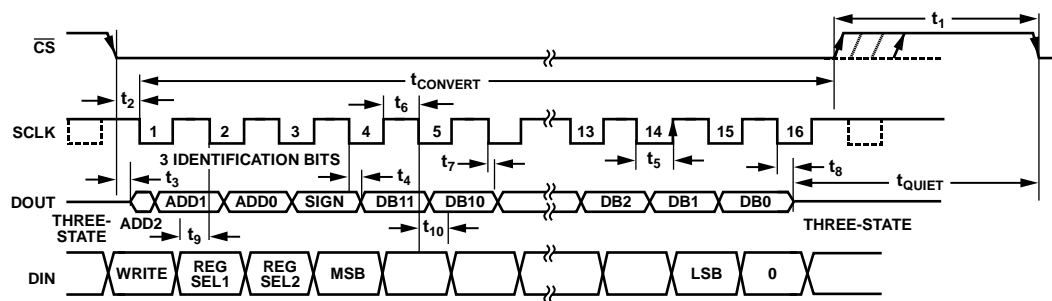 t1
CS
tCONVERT
t2
t6
SCLK
1 2 3 4 5 13 14 15 16
3 IDENTIFICATION BITS
t3 t4 t7 t5 t8
tQUIET
DOUT
ADD1 ADD0 SIGN DB11 DB10 DB2 DB1 DB0
THREE-STATE
ADD2
THREE-STATE
t9
t10
DIN
WRITE REG SEL1 REG SEL2 MSB LSB 0